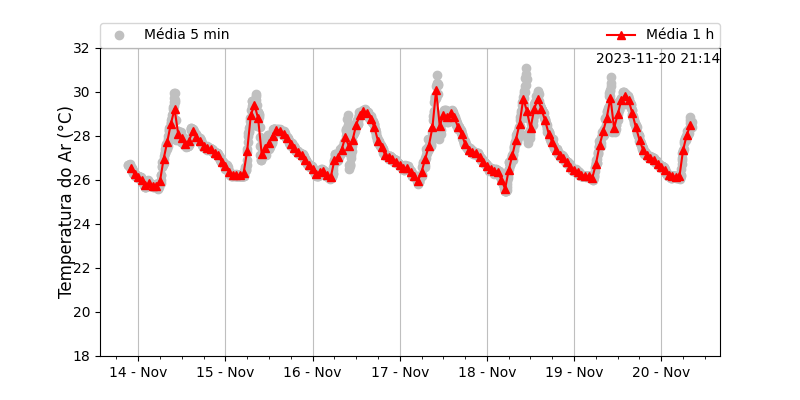 Média 5 min
Média 1 h
2023-11-20 21:14
Temperatura do Ar (°C)
32
30
28
26
24
22
20
18
14 - Nov
15 - Nov
16 - Nov
17 - Nov
18 - Nov
19 - Nov
20 - Nov